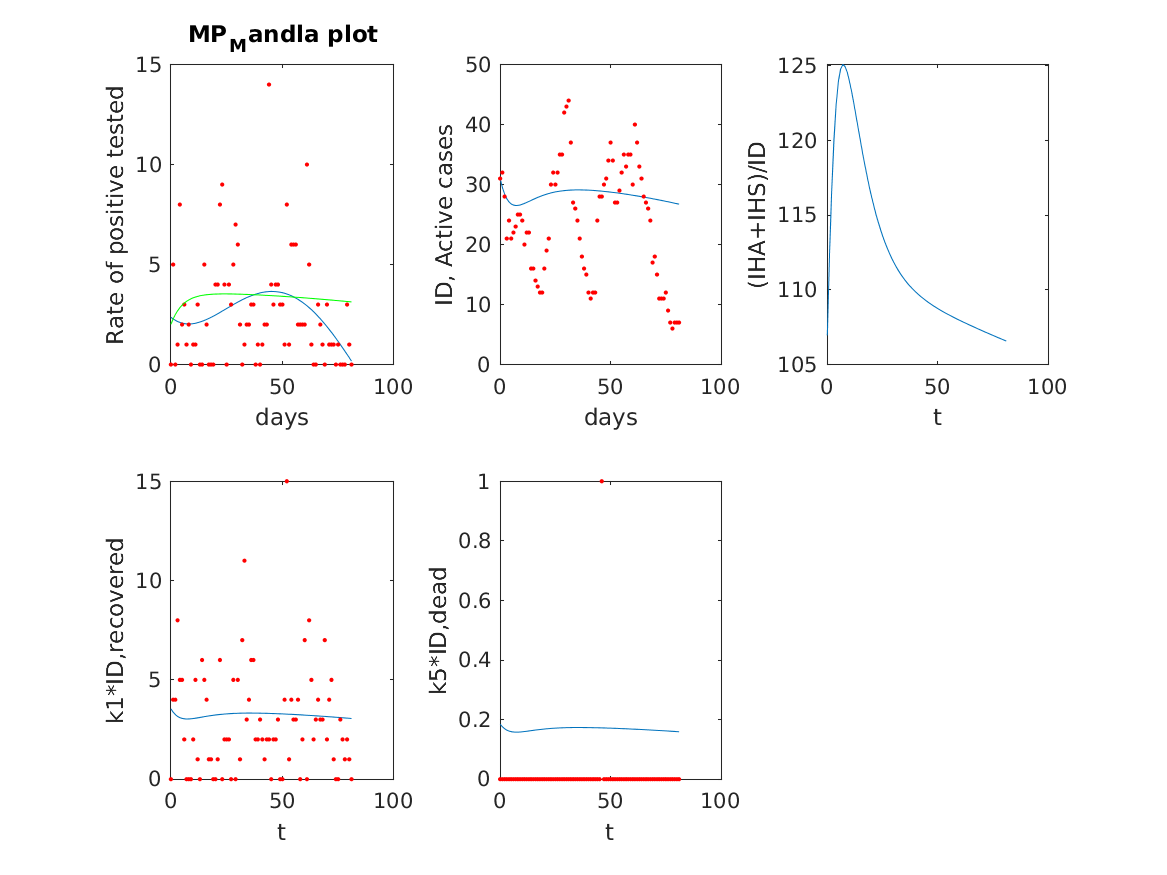 MP_Mandla plot
15
10
5
0
0 50 100
days
Rate of positive tested
50
40
30
20
10
0
0 50 100
days
ID, Active cases
125
120
115
110
105
0 50 100
t
(IHA+IHS)/ID
15
10
5
0
0 50 100
t
k1*ID,recovered
1
0.8
0.6
0.4
0.2
0
0 50 100
t
k5*ID,dead